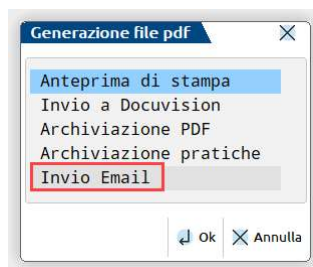 Generazione file pdf
Anteprima di stampa
Invio a Docuvision
Archiviazione PDF
Archiviazione pratiche
Invio Email
Ok Annulla